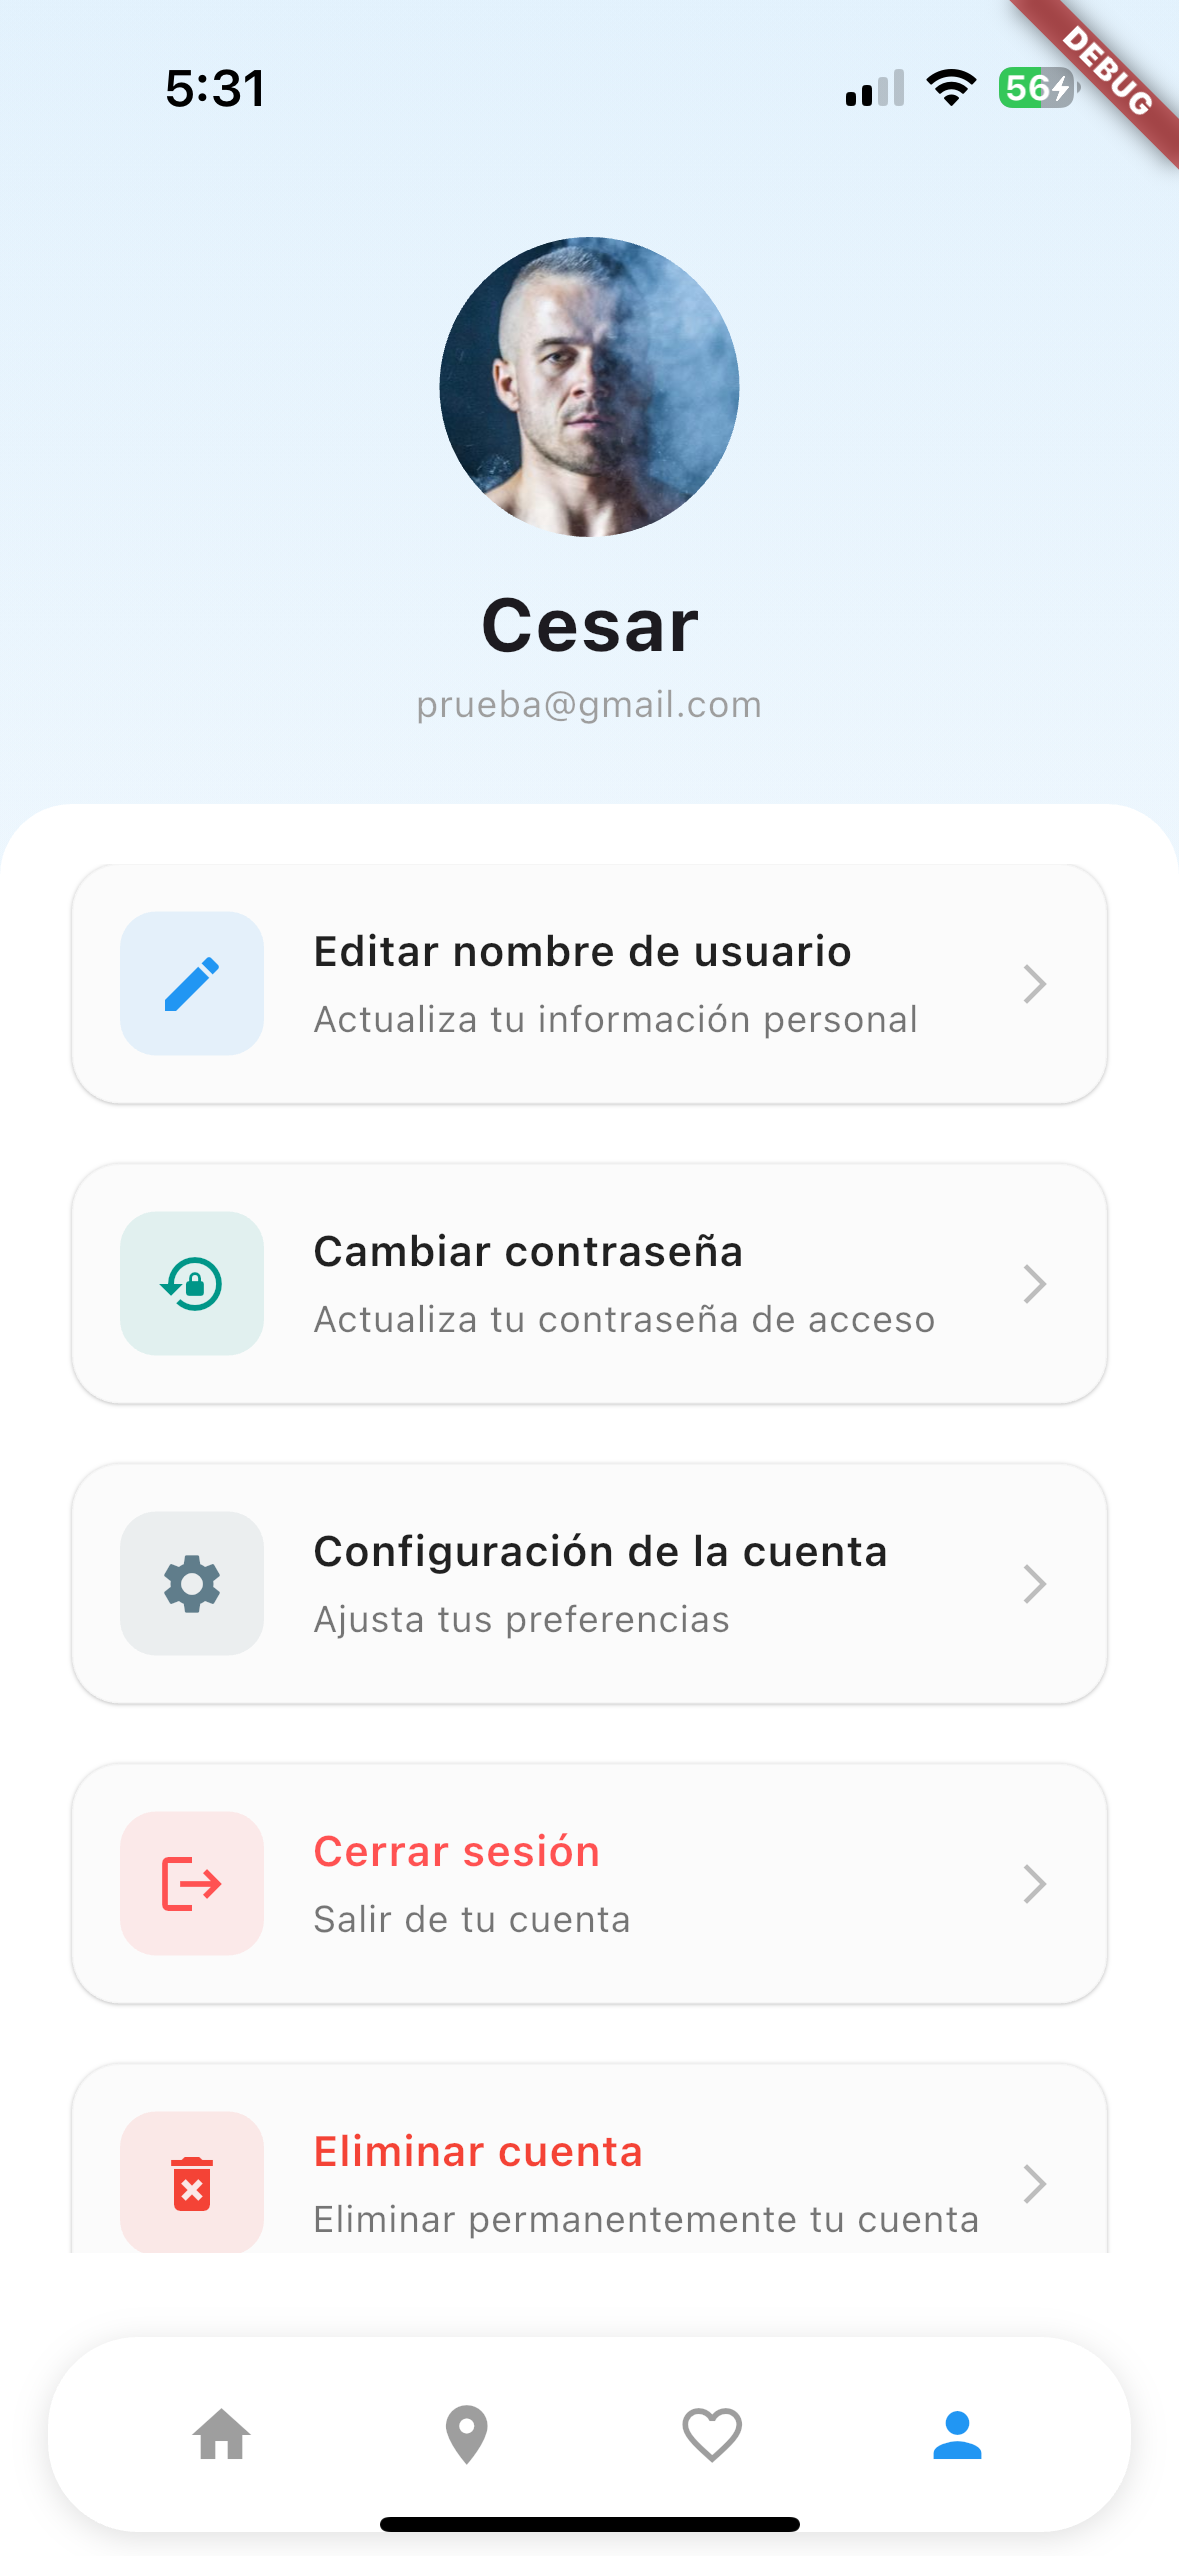 5:31
56
DEBUG
Cesar
prueba@gmail.com
Editar nombre de usuario
Actualiza tu información personal
Cambiar contraseña
Actualiza tu contraseña de acceso
Configuración de la cuenta
Ajusta tus preferencias
Cerrar sesión
Salir de tu cuenta
Eliminar cuenta
Eliminar permanentemente tu cuenta